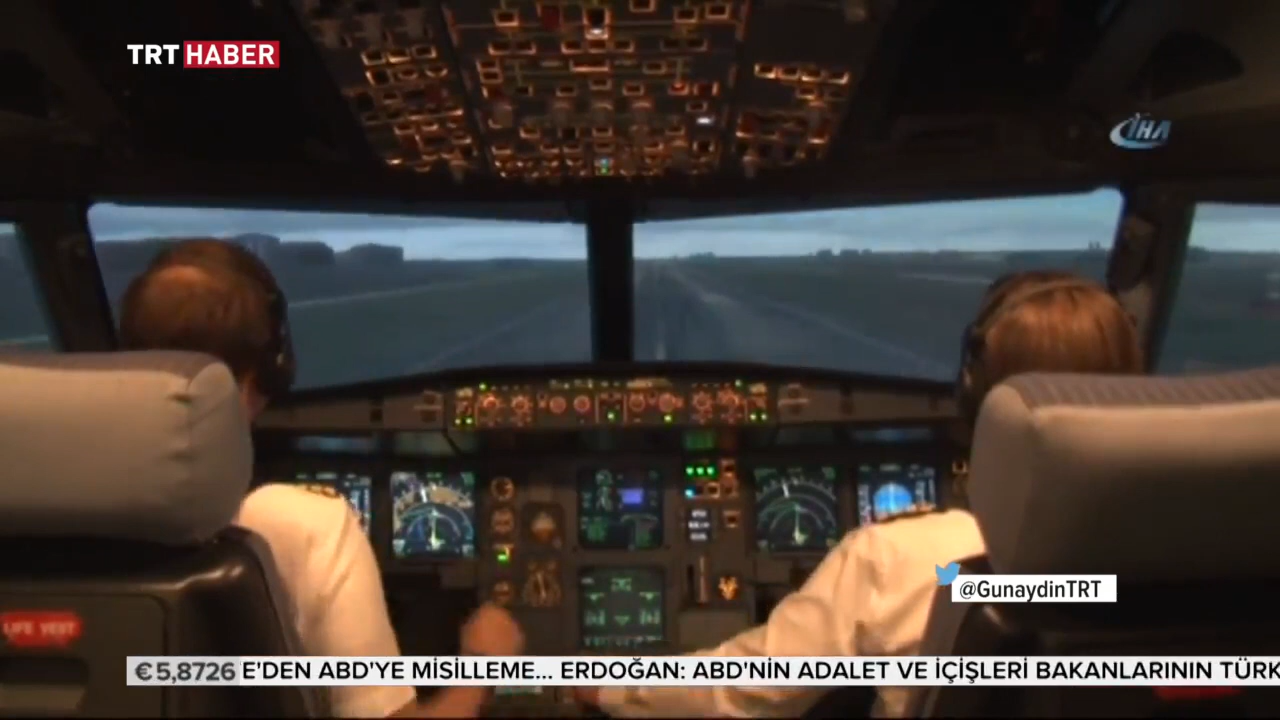 TRT HABER
İHA
LIFE VEST
@GunaydinTRT
€5,8726 E'DEN ABD'YE MİSİLLEME... ERDOĞAN: ABD'NİN ADALET VE İÇİŞLERİ BAKANLARININ TÜRK